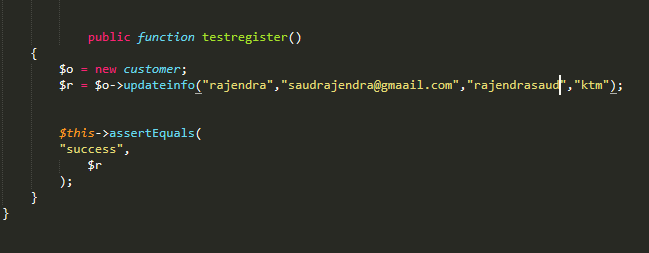 public function testregister()
{
$o = new customer;
$r = $o->updateinfo("rajendra","saudrajendra@gmaail.com","rajendrasaud","ktm");
$this->assertEquals(
"success",
$r
);
}
}